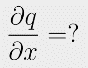 ∂q/∂x = ?